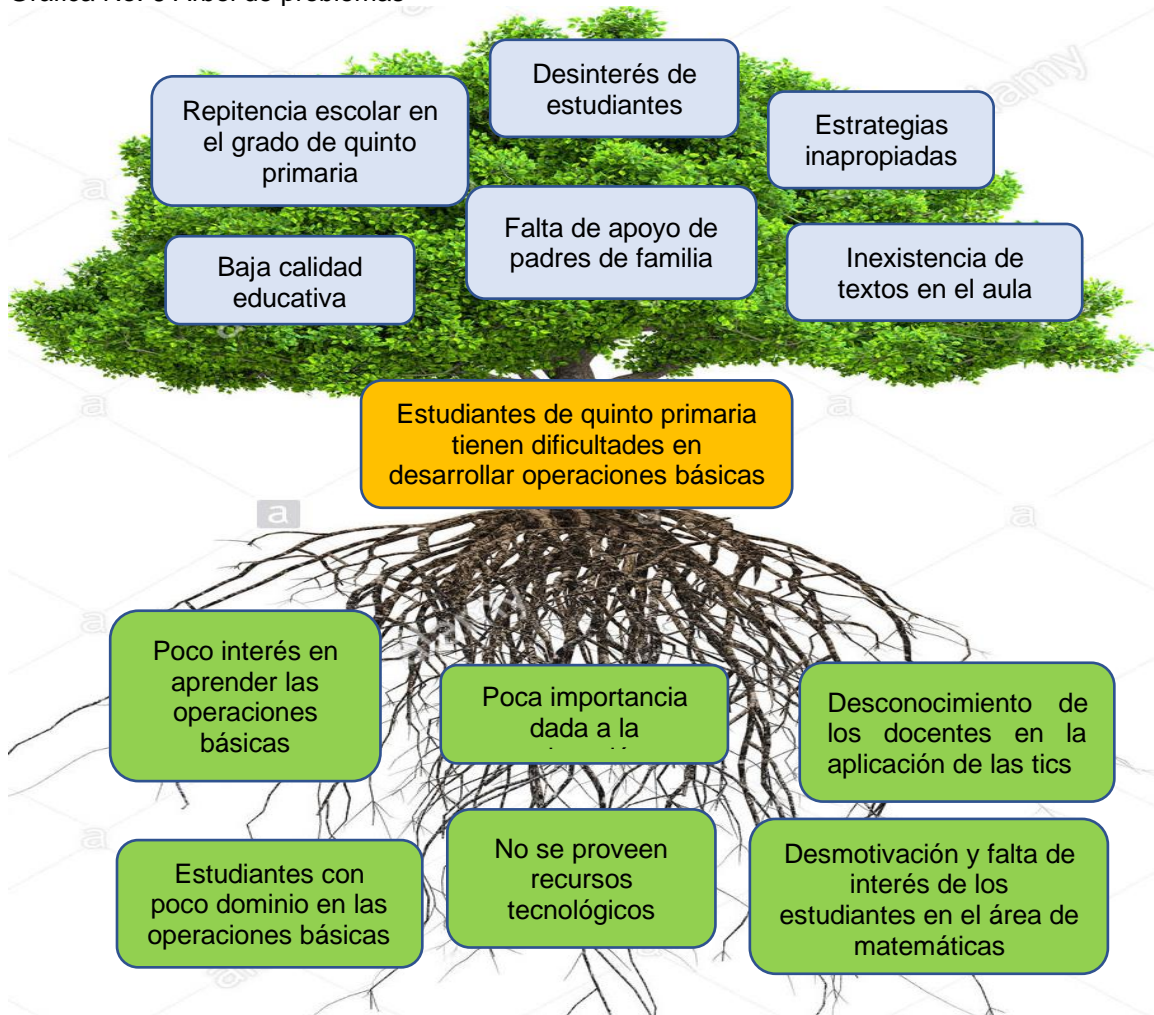 Desinterés de
estudiantes
Repitencia escolar en
el grado de quinto
primaria
Estrategias
inapropiadas
Falta de apoyo de
padres de familia
Baja calidad
educativa
Inexistencia de
textos en el aula
Estudiantes de quinto primaria
tienen dificultades en
desarrollar operaciones básicas
Poco interés en
aprender las
operaciones
básicas
Poca importancia
dada a la
Desconocimiento de
los docentes en la
aplicación de las tics
Estudiantes con
poco dominio en las
operaciones básicas
No se proveen
recursos
tecnológicos
Desmotivación y falta de
interés de los
estudiantes en el área de
matemáticas